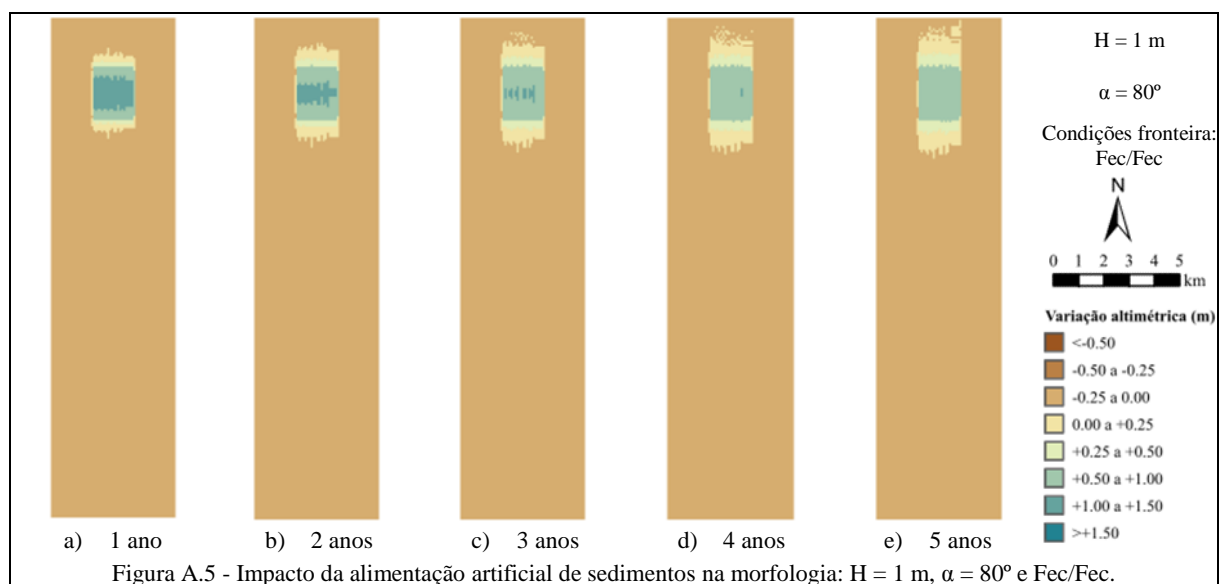 H = 1 m
α = 80º
Condições fronteira:
Fec/Fec
N
0 1 2 3 4 5
km
Variação altimétrica (m)
<-0.50
-0.50 a -0.25
-0.25 a 0.00
0.00 a +0.25
+0.25 a +0.50
+0.50 a +1.00
+1.00 a +1.50
>+1.50
a) 1 ano
b) 2 anos
c) 3 anos
d) 4 anos
e) 5 anos
Figura A.5 - Impacto da alimentação artificial de sedimentos na morfologia: H = 1 m, α = 80º e Fec/Fec.